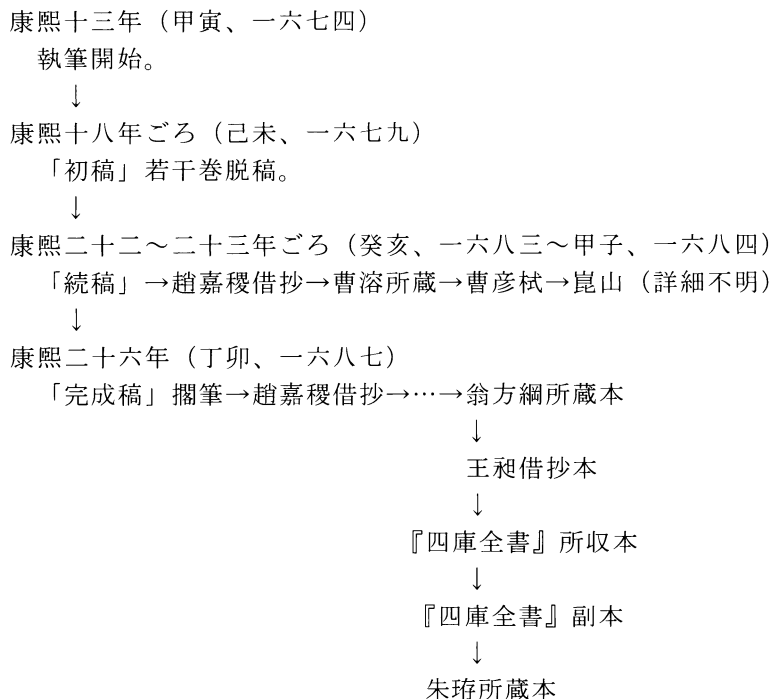 康熙十三年（甲寅、一六七四）
執筆開始。
↓
康熙十八年ごろ（己未、一六七九）
「初稿」若干巻脱稿。
↓
康熙二十二～二十三年ごろ（癸亥、一六八三～甲子、一六八四）
「続稿」→趙嘉稷借抄→曹溶所蔵→曹彦栻→崑山（詳細不明）
↓
康熙二十六年（丁卯、一六八七）
「完成稿」擱筆→趙嘉稷借抄→…→翁方綱所蔵本
↓
王昶借抄本
↓
『四庫全書』所収本
↓
『四庫全書』副本
↓
朱珔所蔵本